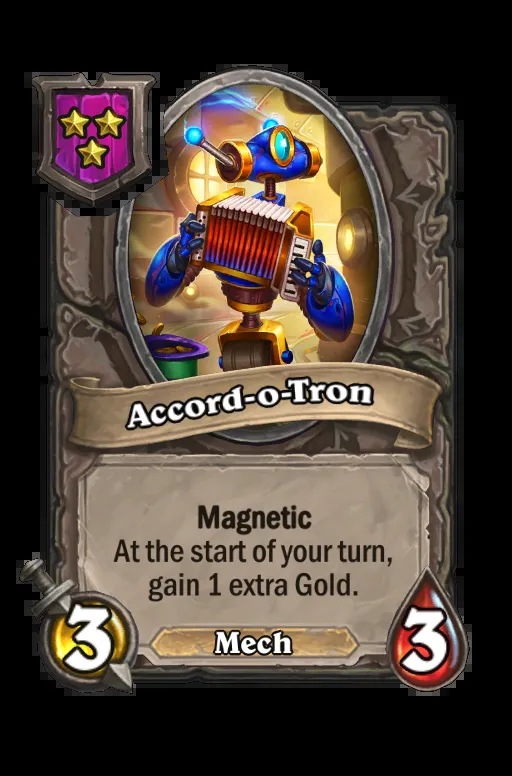 Accord-o-Tron
Magnetic
At the start of your turn,
gain 1 extra Gold.
3
Mech
3